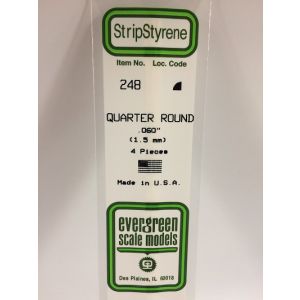 StripStyrene
Item No. Loc. Code
248
QUARTER ROUND
.060"
(1.5 mm)
4 Pieces
Made in U.S.A.
evergreen
scale models
Des Plaines, IL 60018